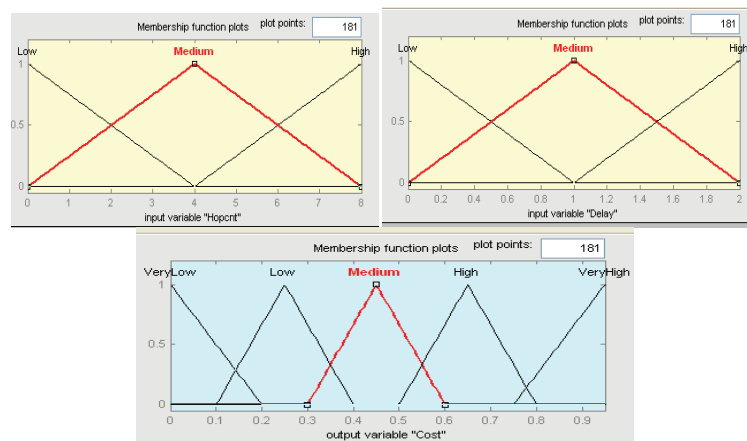 Membership function plots plot points: 181
Low Medium High
1
0.5
0
0 1 2 3 4 5 6 7 8
input variable "Hopcnt"
Membership function plots plot points: 181
Low Medium High
1
0.5
0
0 0.2 0.4 0.6 0.8 1 1.2 1.4 1.6 1.8 2
input variable "Delay"
Membership function plots plot points: 181
VeryLow Low Medium High VeryHigh
1
0.5
0
0 0.1 0.2 0.3 0.4 0.5 0.6 0.7 0.8 0.9
output variable "Cost"